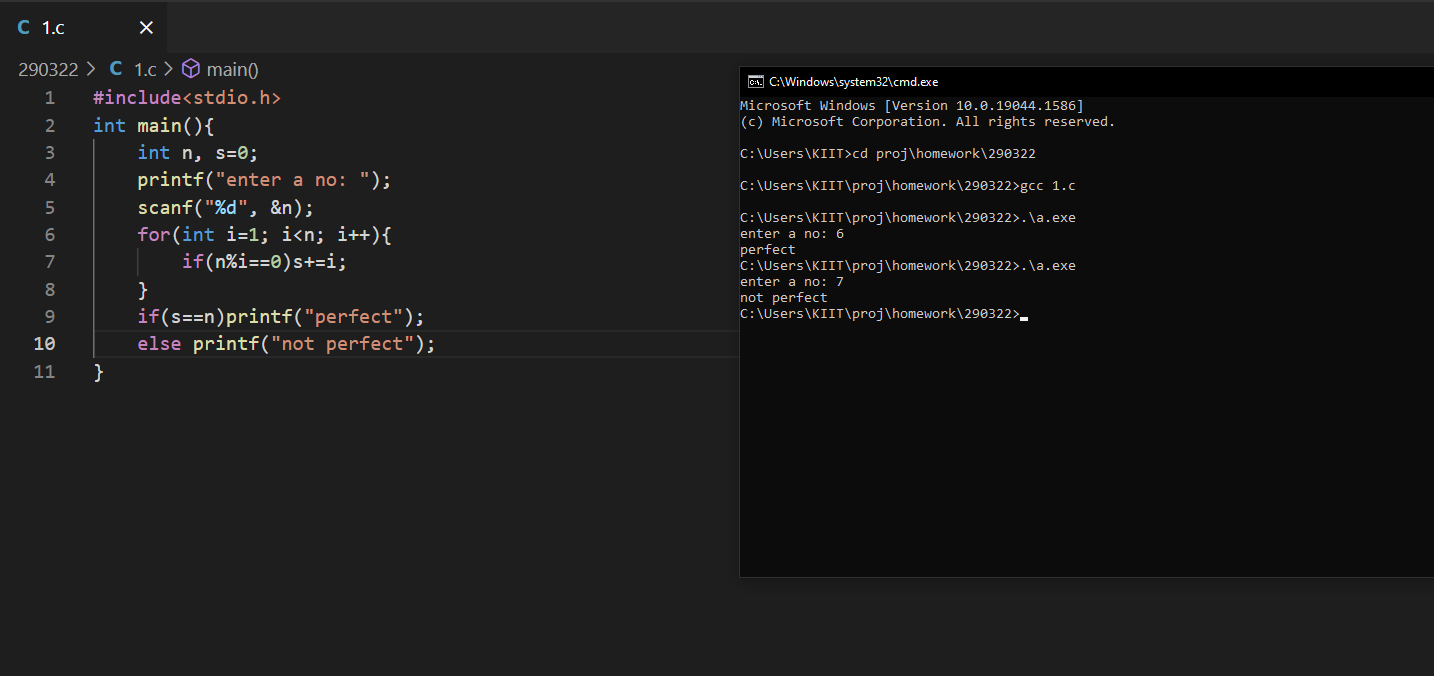 C 1.c
290322 > C 1.c > main()
1 #include<stdio.h>
2 int main(){
3     int n, s=0;
4     printf("enter a no: ");
5     scanf("%d", &n);
6     for(int i=1; i<n; i++){
7         if(n%i==0)s+=i;
8     }
9     if(s==n)printf("perfect");
10     else printf("not perfect");
11 }
C:\Windows\system32\cmd.exe
Microsoft Windows [Version 10.0.19044.1586]
(c) Microsoft Corporation. All rights reserved.
C:\Users\KIIT>cd proj\homework\290322
C:\Users\KIIT\proj\homework\290322>gcc 1.c
C:\Users\KIIT\proj\homework\290322>.\a.exe
enter a no: 6
perfect
C:\Users\KIIT\proj\homework\290322>.\a.exe
enter a no: 7
not perfect
C:\Users\KIIT\proj\homework\290322>